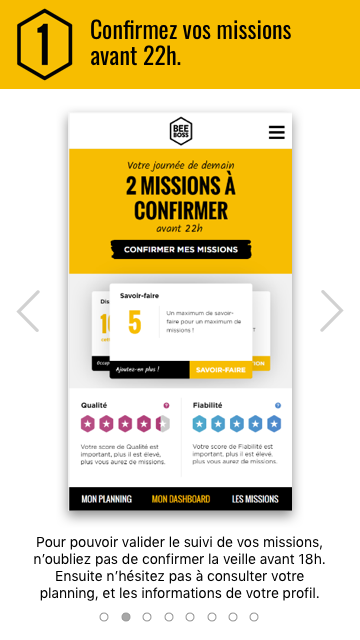 1
Confirmez vos missions
avant 22h.
BEE
BOSS
Votre journée de demain
2 MISSIONS À
CONFIRMER
avant 22h
CONFIRMER MES MISSIONS
Savoir-faire
5
Un maximum de savoir-
faire pour un maximum de
missions !
Ajoutez-en plus !
SAVOIR-FAIRE
Qualité
?
Votre score de Qualité est
important, plus il est élevé,
plus vous aurez de missions.
Fiabilité
?
Votre score de Fiabilité est
important, plus il est élevé,
plus vous aurez de missions.
MON PLANNING
MON DASHBOARD
LES MISSIONS
Pour pouvoir valider le suivi de vos missions,
n’oubliez pas de confirmer la veille avant 18h.
Ensuite n’hésitez pas à consulter votre
planning, et les informations de votre profil.